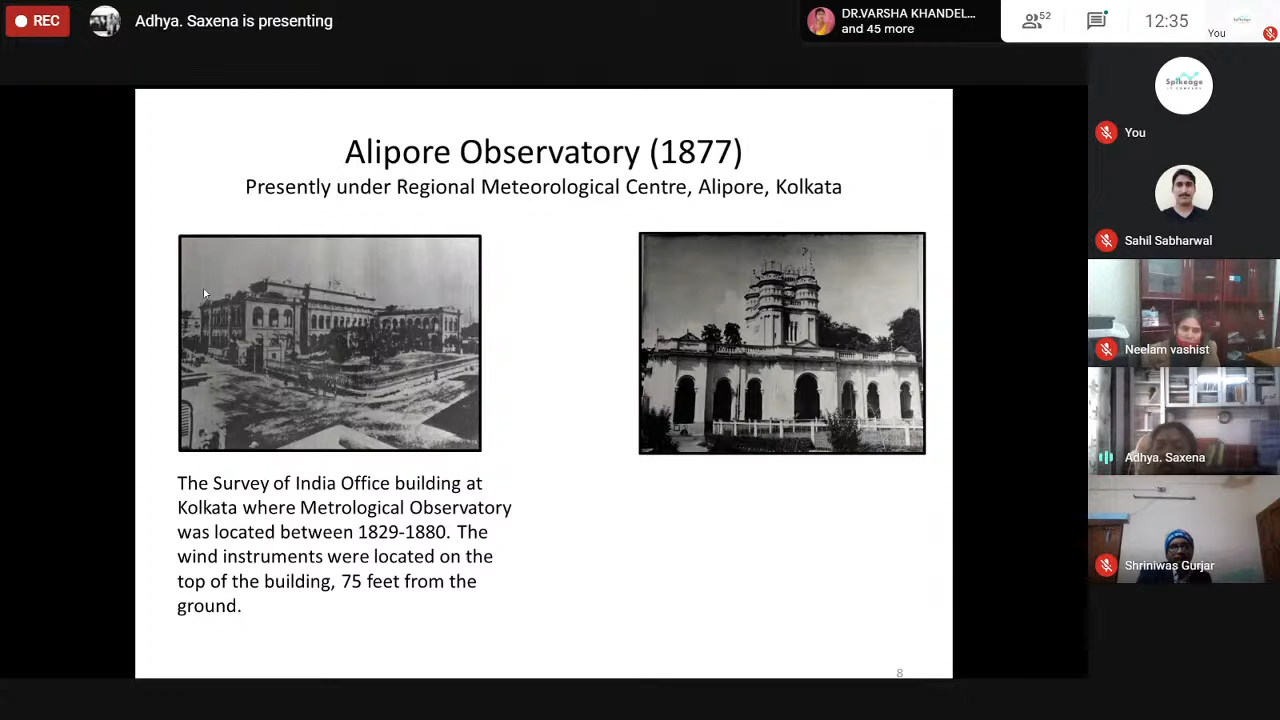 REC
Adhya. Saxena is presenting
DR.VARSHA KHANDEL...
and 45 more
52
12:35
You
Alipore Observatory (1877)
Presently under Regional Meteorological Centre, Alipore, Kolkata
The Survey of India Office building at
Kolkata where Metrological Observatory
was located between 1829-1880. The
wind instruments were located on the
top of the building, 75 feet from the
ground.
8
Spikeage
You
Sahil Sabharwal
Neelam vashist
Adhya. Saxena
Shriniwas Gurjar